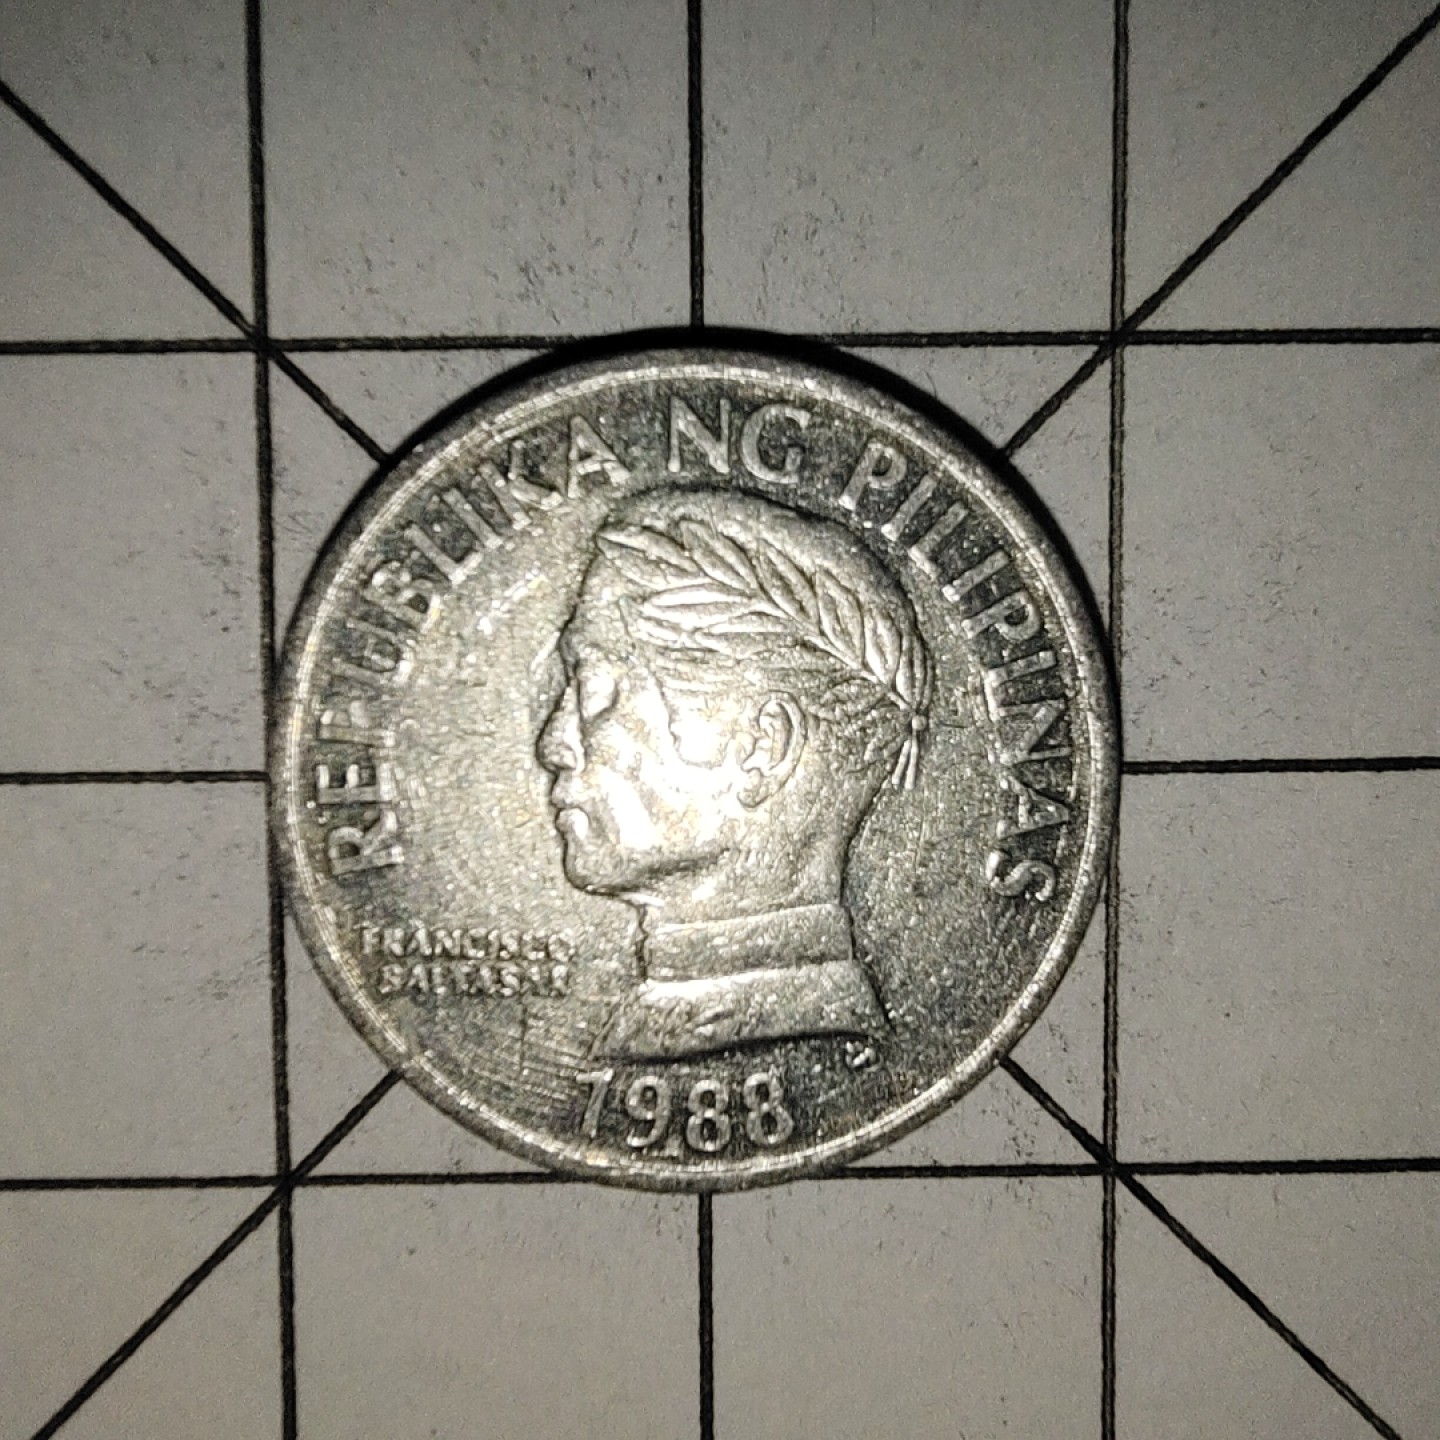 REPUBLIKA NG PILIPINAS
FRANCISCO
BALTASAR
1988